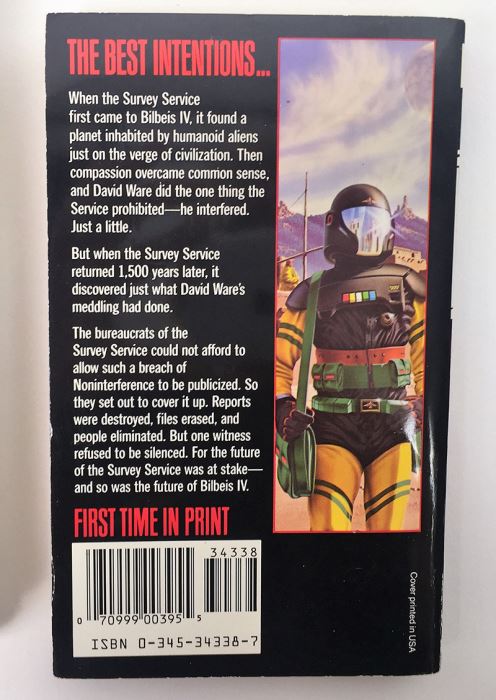 THE BEST INTENTIONS...
When the Survey Service
first came to Bilbeis IV, it found a
planet inhabited by humanoid aliens
just on the verge of civilization. Then
compassion overcame common sense,
and David Ware did the one thing the
Service prohibited—he interfered.
Just a little.
But when the Survey Service
returned 1,500 years later, it
discovered just what David Ware's
meddling had done.
The bureaucrats of the
Survey Service could not afford to
allow such a breach of
Noninterference to be publicized. So
they set out to cover it up. Reports
were destroyed, files erased, and
people eliminated. But one witness
refused to be silenced. For the future
of the Survey Service was at stake—
and so was the future of Bilbeis IV.
FIRST TIME IN PRINT
34338
0 70999 00395 5
ISBN 0-345-34338-7
Cover printed in USA